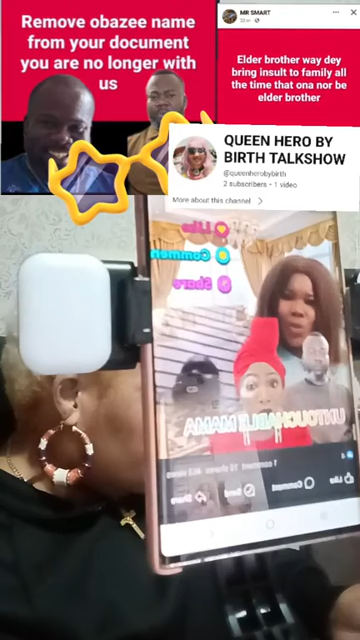 Remove obazee name
from your document
you are no longer with
us
MR SMART
Elder brother way dey
bring insult to family all
the time that ona nor be
elder brother
QUEEN HERO BY
BIRTH TALKSHOW
@queenherobybirth
2 subscribers • 1 video
More about this channel >
Like
Comment
Share
UNTOUCHABLE MAMA
Like
Comment
Send
Share